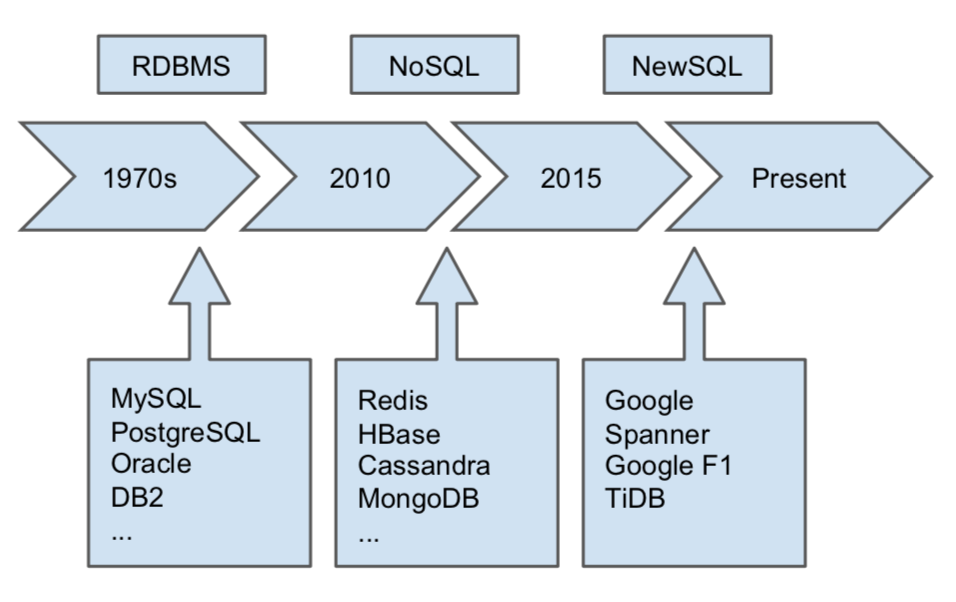 RDBMS
NoSQL
NewSQL
1970s
2010
2015
Present
MySQL
PostgreSQL
Oracle
DB2
...
Redis
HBase
Cassandra
MongoDB
...
Google
Spanner
Google F1
TiDB